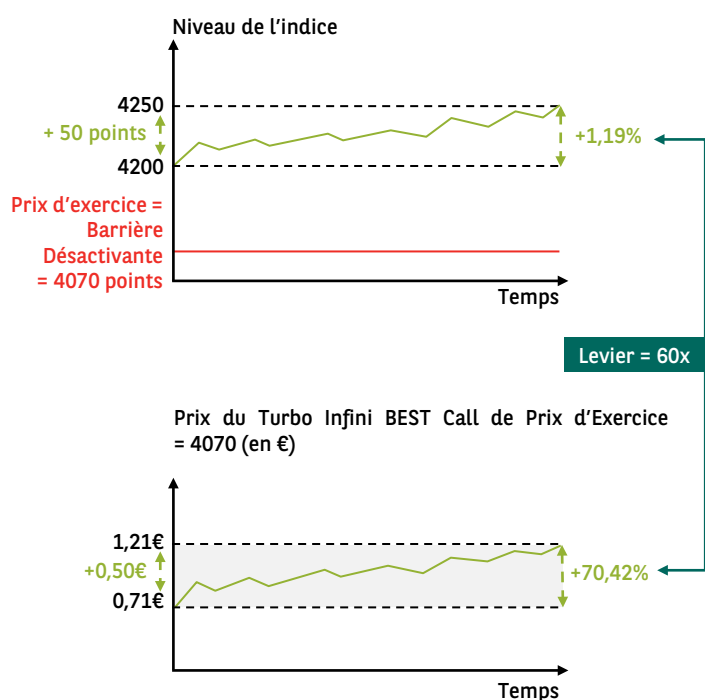 Niveau de l'indice
4250
+ 50 points
+1,19%
4200
Prix d'exercice =
Barrière
Désactivante
= 4070 points
Temps
Levier = 60x
Prix du Turbo Infini BEST Call de Prix d'Exercice
= 4070 (en €)
1,21€
+0,50€
+70,42%
0,71€
Temps